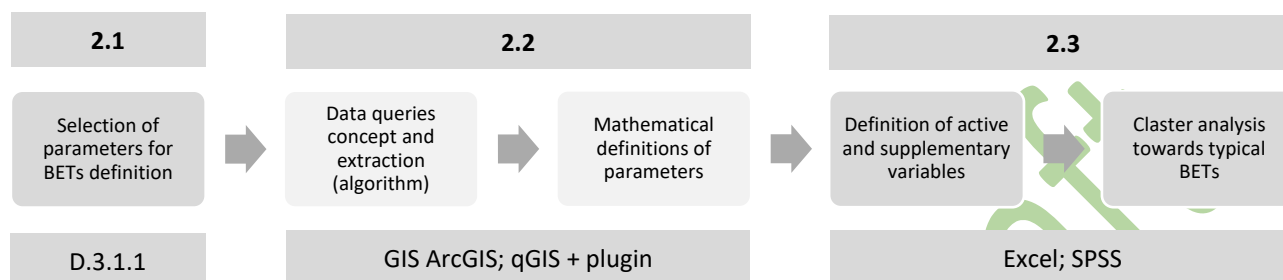 2.1
2.2
2.3
Selection of
parameters for
BETs definition
Data queries
concept and
extraction
(algorithm)
Mathematical
definitions of
parameters
Definition of active
and supplementary
variables
Claster analysis
towards typical
BETs
D.3.1.1
GIS ArcGIS; qGIS + plugin
Excel; SPSS